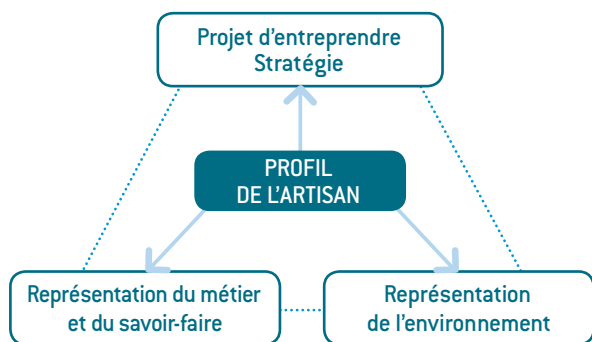 Projet d'entreprendre
Stratégie
PROFIL
DE L'ARTISAN
Représentation du métier
et du savoir-faire
Représentation
de l'environnement